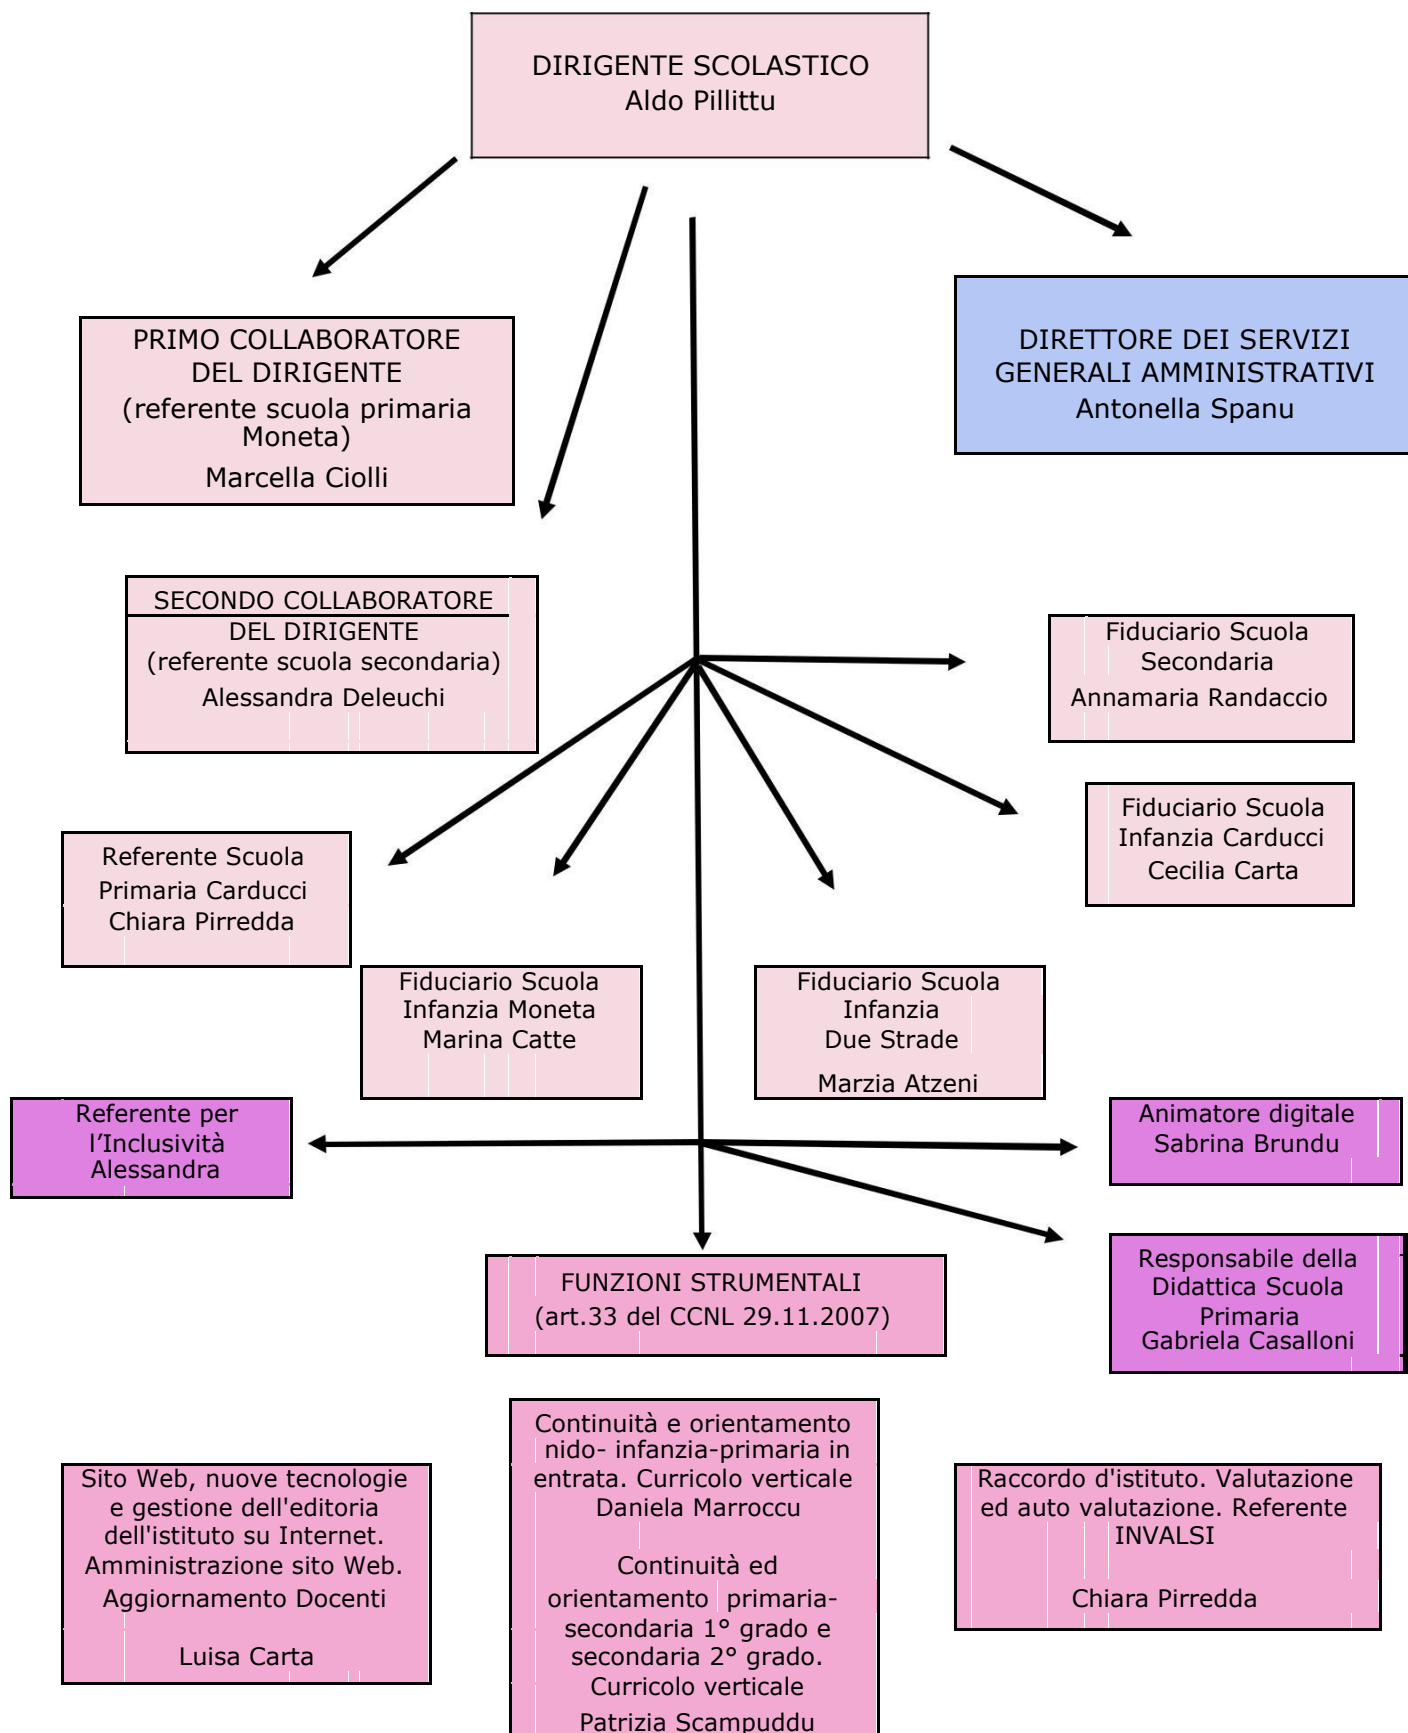 DIRIGENTE SCOLASTICO
Aldo Pillittu
PRIMO COLLABORATORE
DEL DIRIGENTE
(referente scuola primaria
Moneta)
Marcella Ciolli
DIRETTORE DEI SERVIZI
GENERALI AMMINISTRATIVI
Antonella Spanu
SECONDO COLLABORATORE
DEL DIRIGENTE
(referente scuola secondaria)
Alessandra Deleuchi
Fiduciario Scuola
Secondaria
Annamaria Randaccio
Fiduciario Scuola
Infanzia Carducci
Cecilia Carta
Referente Scuola
Primaria Carducci
Chiara Pirredda
Fiduciario Scuola
Infanzia Moneta
Marina Catte
Fiduciario Scuola
Infanzia
Due Strade
Marzia Atzeni
Referente per
l’Inclusività
Alessandra
Animatore digitale
Sabrina Brundu
FUNZIONI STRUMENTALI
(art.33 del CCNL 29.11.2007)
Responsabile della
Didattica Scuola
Primaria
Gabriela Casalloni
Sito Web, nuove tecnologie
e gestione dell'editoria
dell'istituto su Internet.
Amministrazione sito Web.
Aggiornamento Docenti
Luisa Carta
Continuità e orientamento
nido- infanzia-primaria in
entrata. Curricolo verticale
Daniela Marroccu
Continuità ed
orientamento primaria-
secondaria 1° grado e
secondaria 2° grado.
Curricolo verticale
Patrizia Scampuddu
Raccordo d'istituto. Valutazione
ed auto valutazione. Referente
INVALSI
Chiara Pirredda